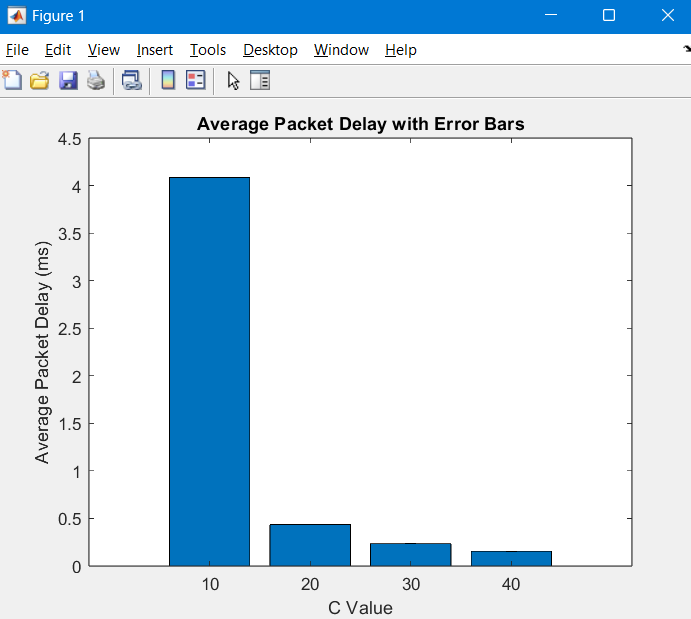 Figure 1
File Edit View Insert Tools Desktop Window Help
Average Packet Delay with Error Bars
Average Packet Delay (ms)
4.5
4
3.5
3
2.5
2
1.5
1
0.5
0
10 20 30 40
C Value